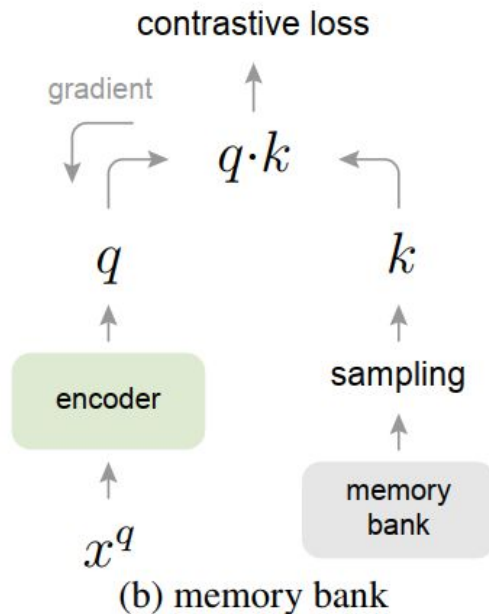 contrastive loss
gradient
q·k
q
k
encoder
sampling
memory
bank
x^q
(b) memory bank